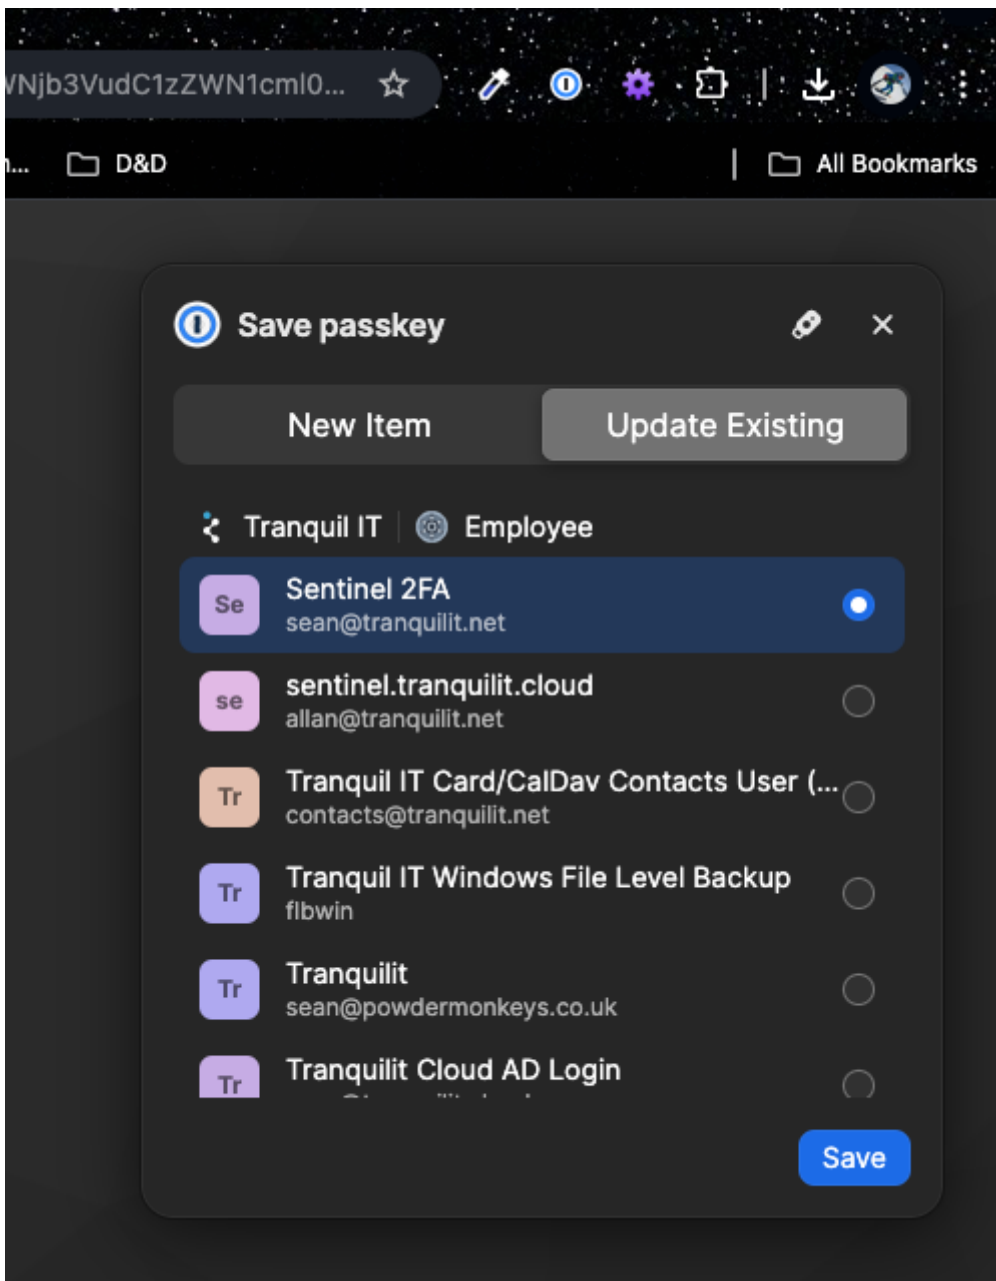 WNjb3VudC1zZWN1cml0...
D&D
All Bookmarks
Save passkey
New Item
Update Existing
Tranquil IT
Employee
Se
Sentinel 2FA
sean@tranquilit.net
se
sentinel.tranquilit.cloud
allan@tranquilit.net
Tr
Tranquil IT Card/CalDav Contacts User (...
contacts@tranquilit.net
Tr
Tranquil IT Windows File Level Backup
flbwin
Tr
Tranquilit
sean@powdermonkeys.co.uk
Tr
Tranquilit Cloud AD Login
Save